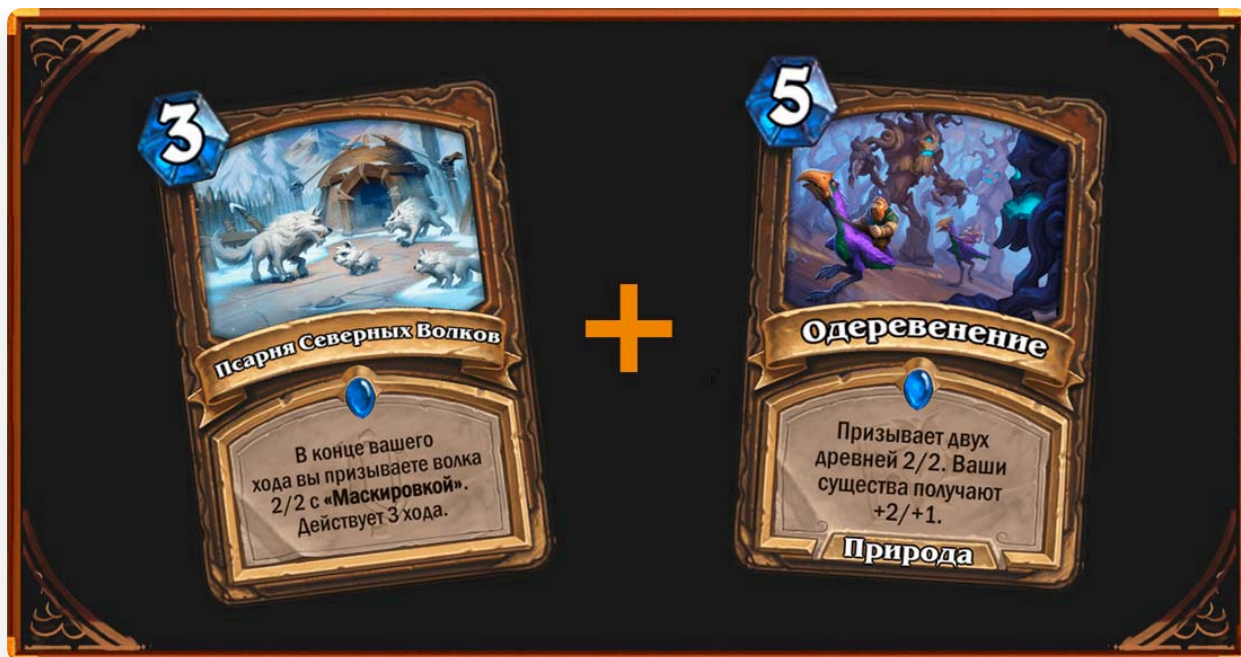 3
Псарня Северных Волков
В конце вашего
хода вы призываете волка
2/2 с «Маскировкой».
Действует 3 хода.
+
5
Одеревенение
Призывает двух
древней 2/2. Ваши
существа получают
+2/+1.
Природа